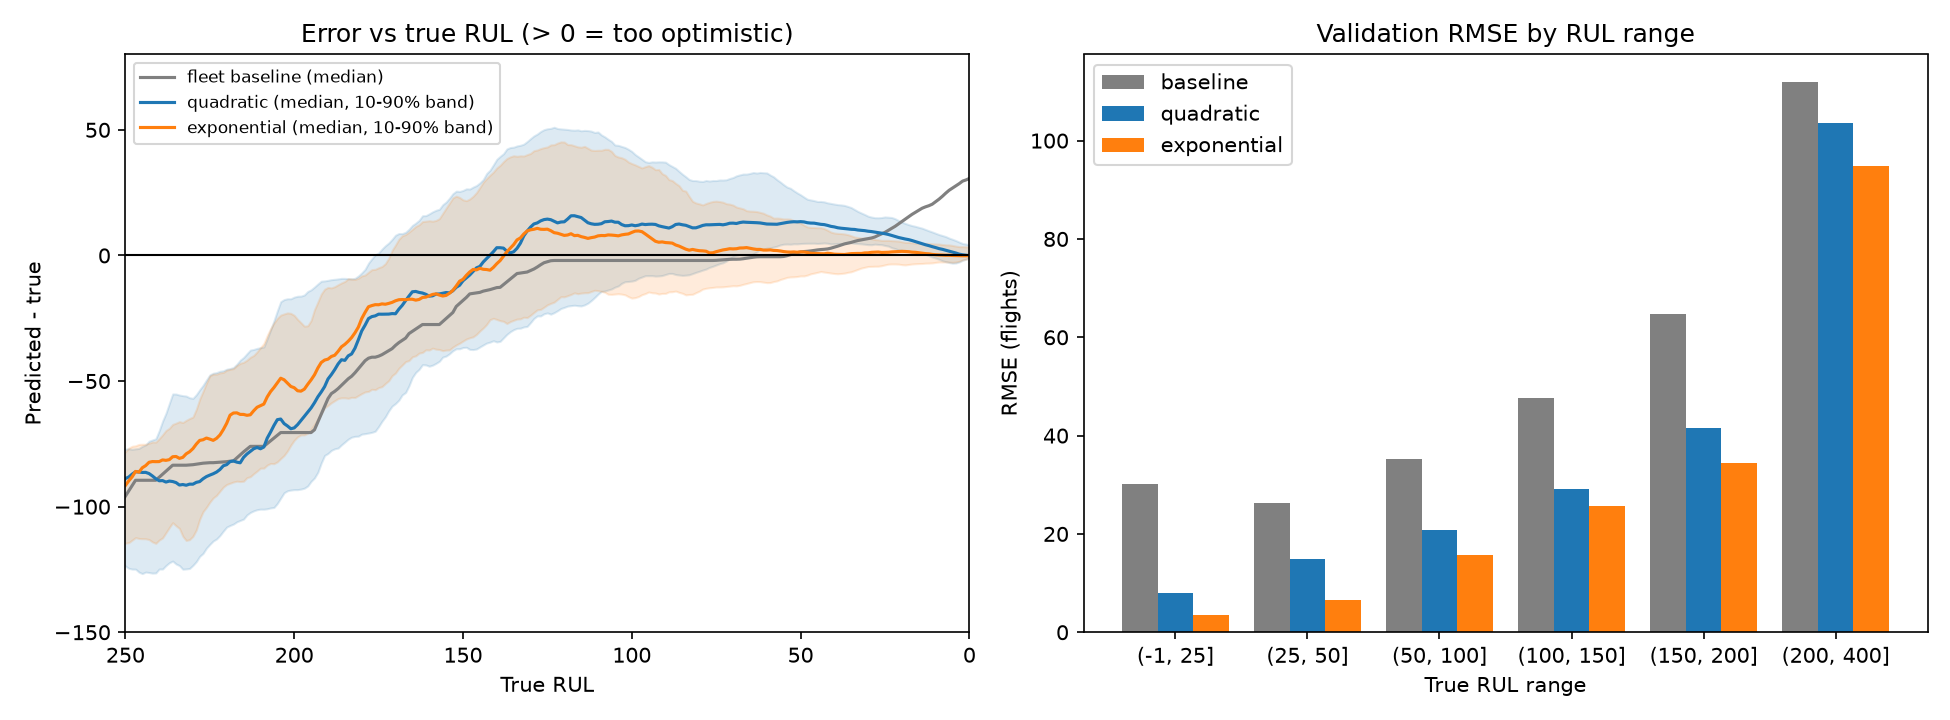 Error vs true RUL (> 0 = too optimistic)
fleet baseline (median)
quadratic (median, 10-90% band)
exponential (median, 10-90% band)
Predicted - true
50
0
−50
−100
−150
250 200 150 100 50 0
True RUL
Validation RMSE by RUL range
baseline
quadratic
exponential
RMSE (flights)
100
80
60
40
20
0
(-1, 25] (25, 50] (50, 100] (100, 150] (150, 200] (200, 400]
True RUL range